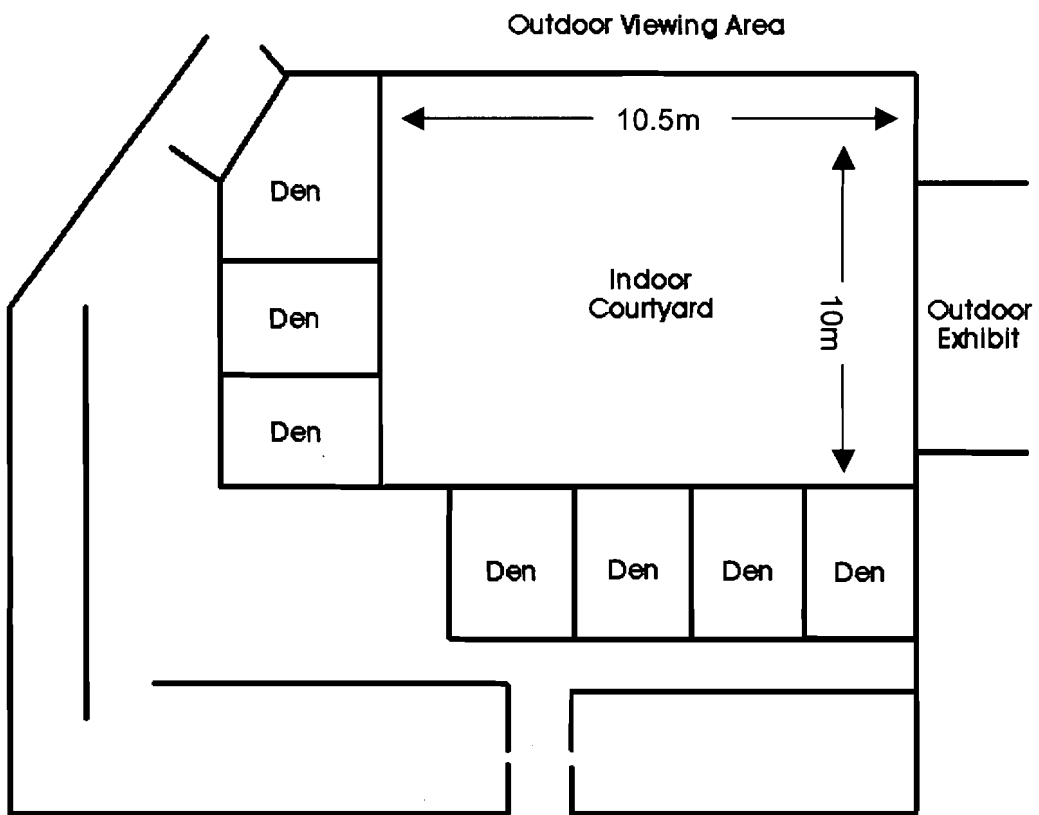 Outdoor Viewing Area
10.5m
Den
10m
Indoor
Courtyard
Outdoor
Exhibit
Den
Den
Den
Den
Den
Den